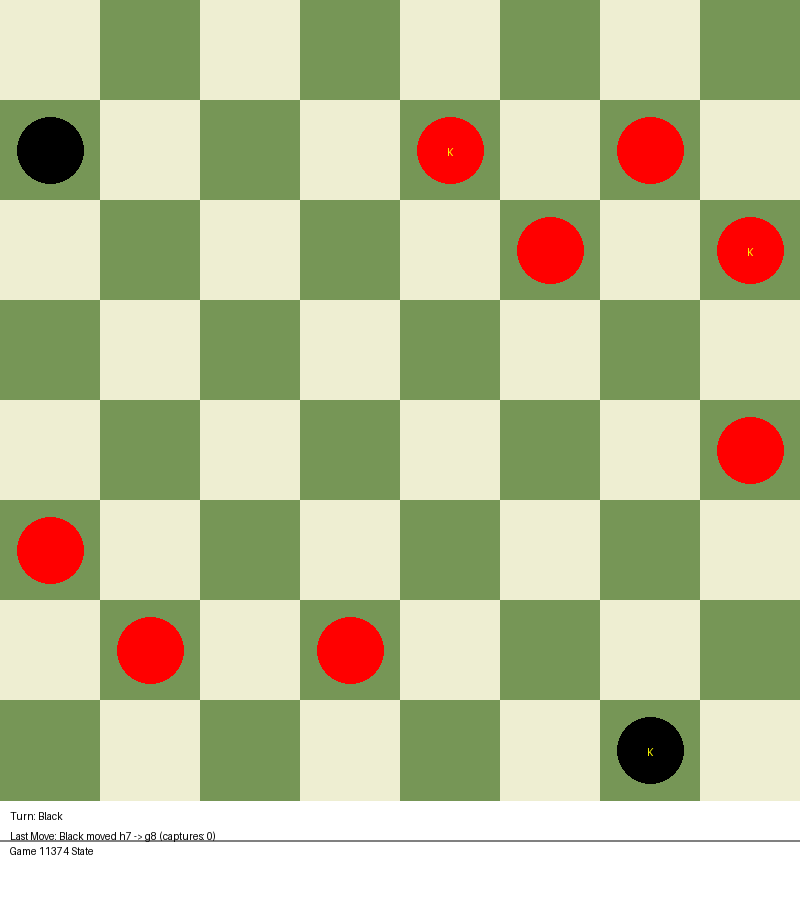 K
K
K
Turn: Black
Last Move: Black moved h7 -> g8 (captures: 0)
Game 11374 State